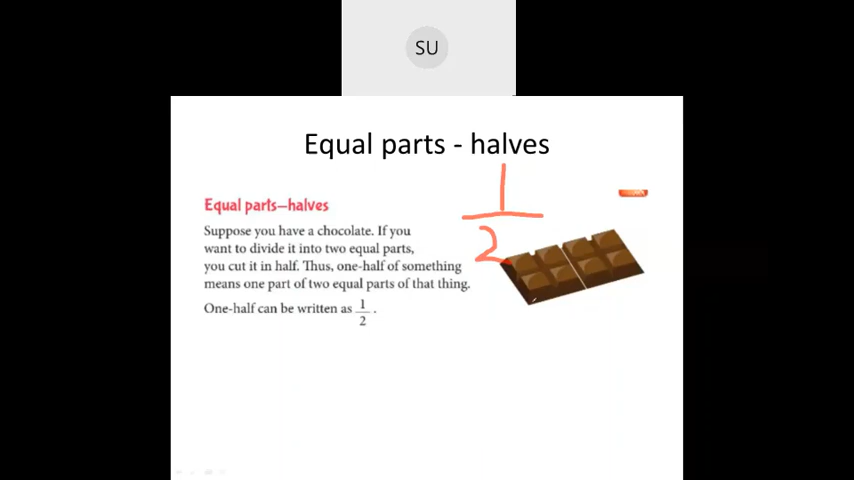 SU
Equal parts - halves
Equal parts—halves
Suppose you have a chocolate. If you
want to divide it into two equal parts,
you cut it in half. Thus, one-half of something
means one part of two equal parts of that thing.
One-half can be written as 1/2 .
1
2